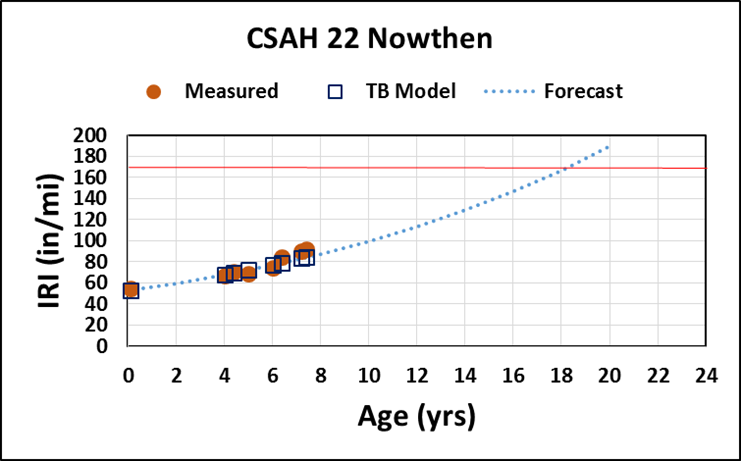 CSAH 22 Nowthen
Measured TB Model Forecast
200
180
160
140
120
100
80
60
40
20
0
IRI (in/mi)
0 2 4 6 8 10 12 14 16 18 20 22 24
Age (yrs)